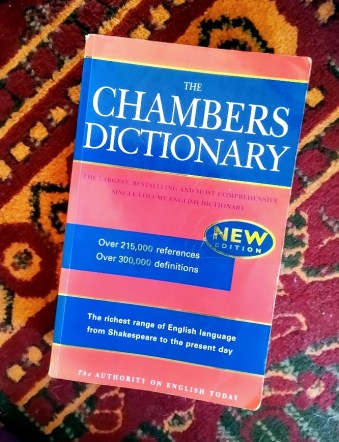 THE
CHAMBERS
DICTIONARY
THE LARGEST, BESTSELLING AND MOST COMPREHENSIVE
SINGLE-VOLUME ENGLISH DICTIONARY
NEW
EDITION
Over 215,000 references
Over 300,000 definitions
The richest range of English language
from Shakespeare to the present day
The AUTHORITY ON ENGLISH TODAY